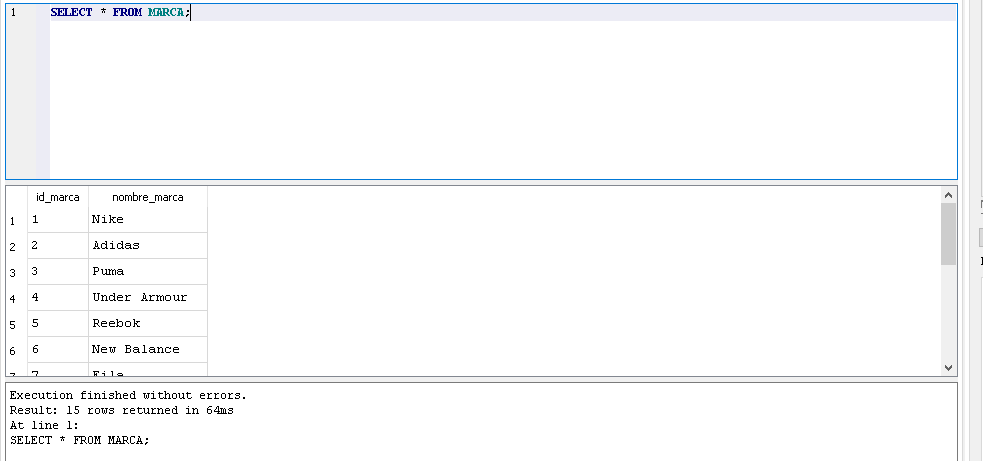 1 SELECT * FROM MARCA;
id_marca nombre_marca
1 1 Nike
2 2 Adidas
3 3 Puma
4 4 Under Armour
5 5 Reebok
6 6 New Balance
7 7 Fila
Execution finished without errors.
Result: 15 rows returned in 64ms
At line 1:
SELECT * FROM MARCA;